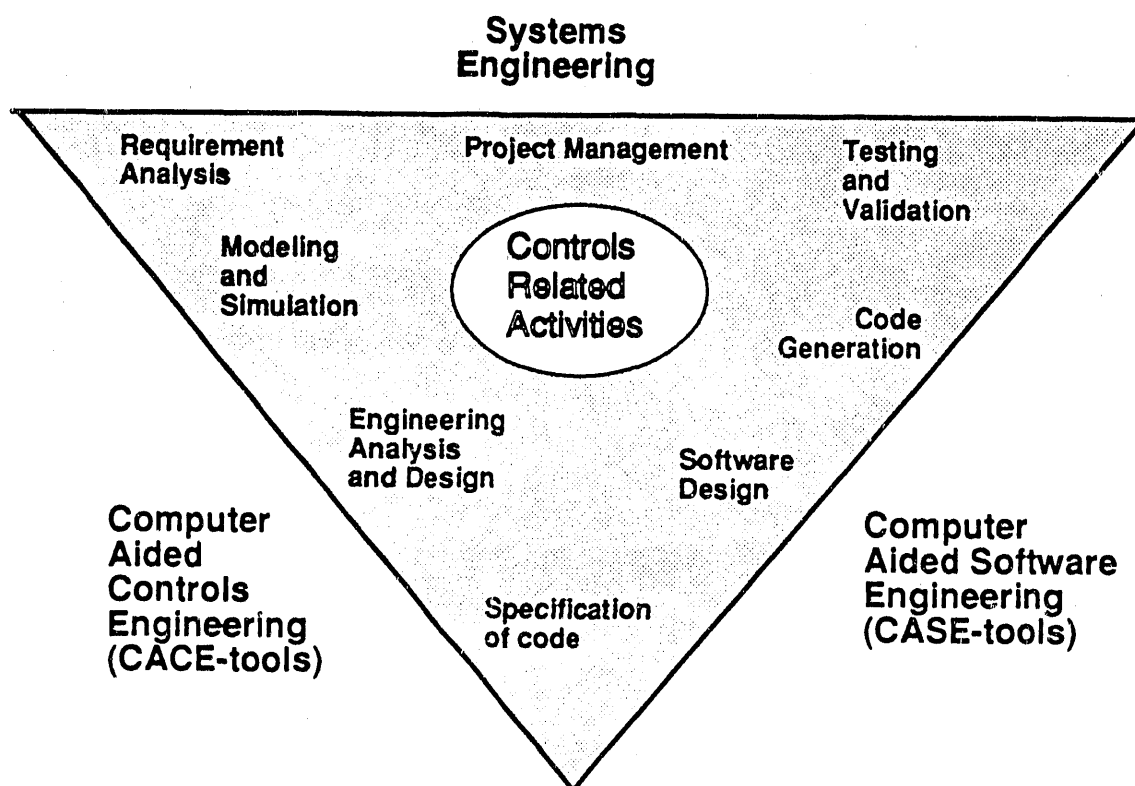 Systems
Engineering
Requirement
Analysis
Project Management
Testing
and
Validation
Modeling
and
Simulation
Controls
Related
Activities
Code
Generation
Engineering
Analysis
and Design
Software
Design
Computer
Aided
Controls
Engineering
(CACE-tools)
Computer
Aided Software
Engineering
(CASE-tools)
Specification
of code